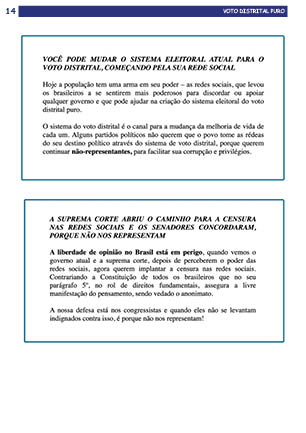 14
VOTO DISTRITAL PURO
VOCÊ PODE MUDAR O SISTEMA ELEITORAL ATUAL PARA O
VOTO DISTRITAL, COMEÇANDO PELA SUA REDE SOCIAL
Hoje a população tem uma arma em seu poder – as redes sociais, que levou
os brasileiros a se sentirem mais poderosos para discordar ou apoiar
qualquer governo e que pode ajudar na criação do sistema eleitoral do voto
distrital puro.
O sistema do voto distrital é o canal para a mudança da melhoria de vida de
cada um. Alguns partidos políticos não querem que o povo tome as rédeas
do seu destino político através do sistema de voto distrital, porque querem
continuar não-representantes, para facilitar sua corrupção e privilégios.
A SUPREMA CORTE ABRIU O CAMINHO PARA A CENSURA
NAS REDES SOCIAIS E OS SENADORES CONCORDARAM,
PORQUE NÃO NOS REPRESENTAM
A liberdade de opinião no Brasil está em perigo, quando vemos o
governo atual e a suprema corte, depois de perceberem o poder das
redes sociais, agora querem implantar a censura nas redes sociais.
Contrariando a Constituição de todos os brasileiros que no seu
parágrafo 5º, no rol de direitos fundamentais, assegura a livre
manifestação do pensamento, sendo vedado o anonimato.
A nossa defesa está nos congressistas e quando eles não se levantam
indignados contra isso, é porque não nos representam!